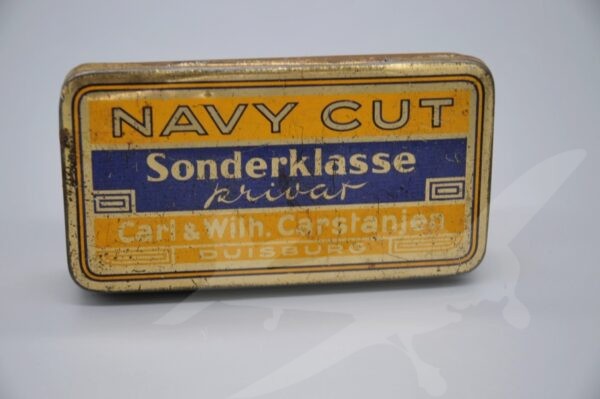 NAVY CUT
Sonderklasse
privat
Carl & Wilh. Carstanjen
DUISBURG